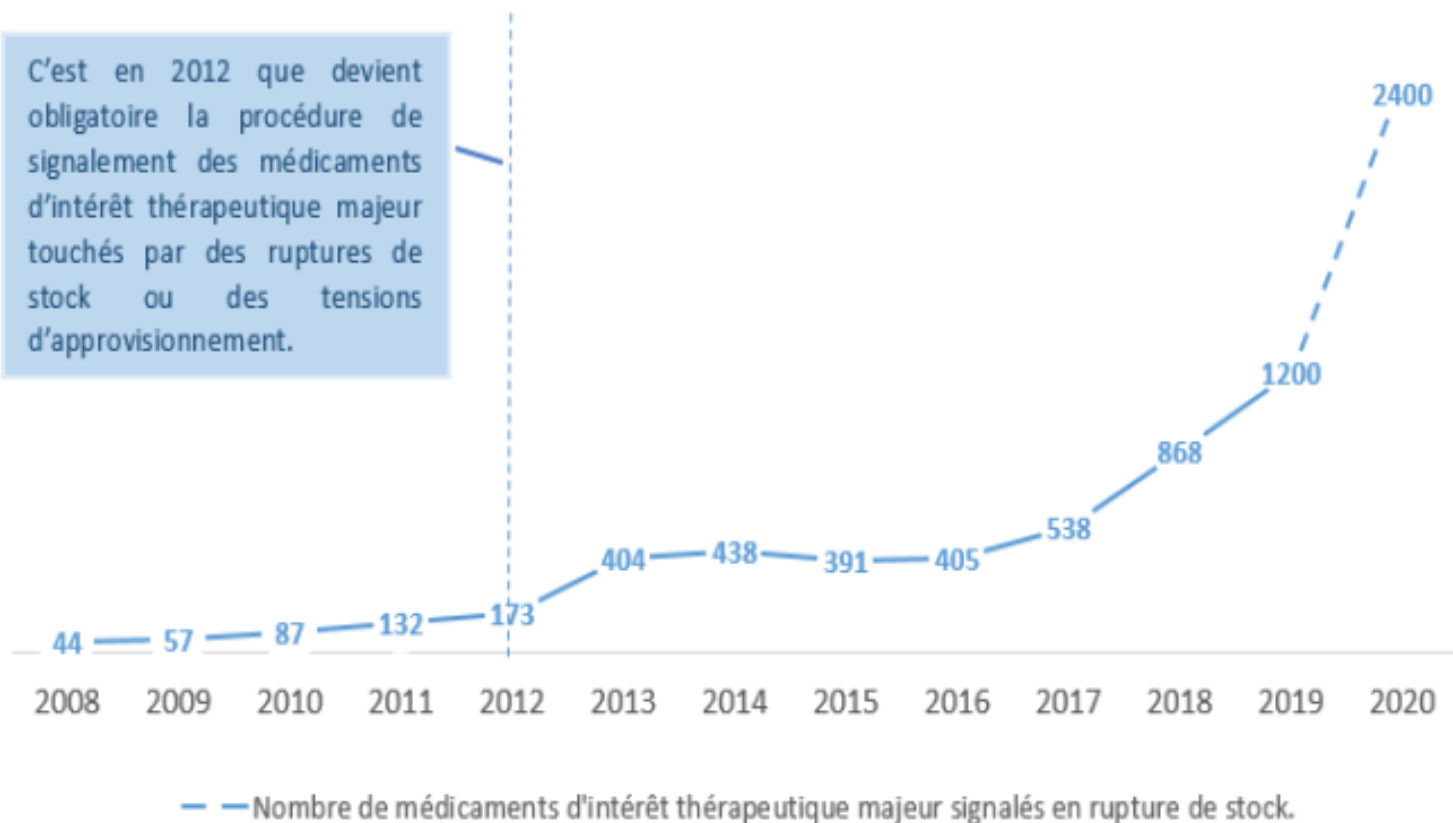 C’est en 2012 que devient
obligatoire la procédure de
signalement des médicaments
d’intérêt thérapeutique majeur
touchés par des ruptures de
stock ou des tensions
d’approvisionnement.
2400
1200
868
538
404 438 391 405
44 57 87 132 173
2008 2009 2010 2011 2012 2013 2014 2015 2016 2017 2018 2019 2020
Nombre de médicaments d'intérêt thérapeutique majeur signalés en rupture de stock.